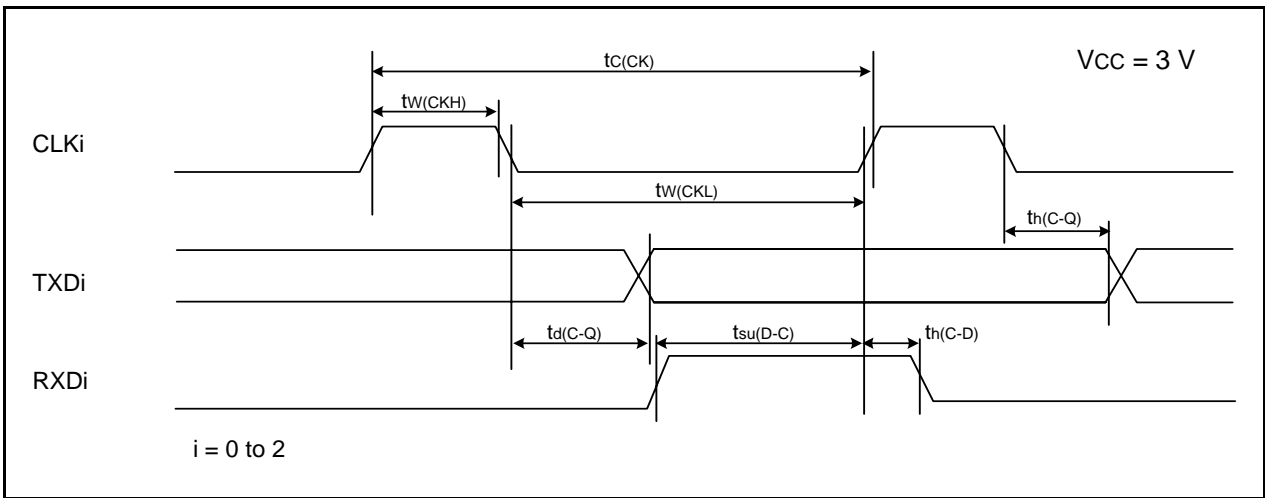 tC(CK)
VCC = 3 V
tW(CKH)
CLKi
tW(CKL)
th(C-Q)
TXDi
td(C-Q)
tsu(D-C)
th(C-D)
RXDi
i = 0 to 2